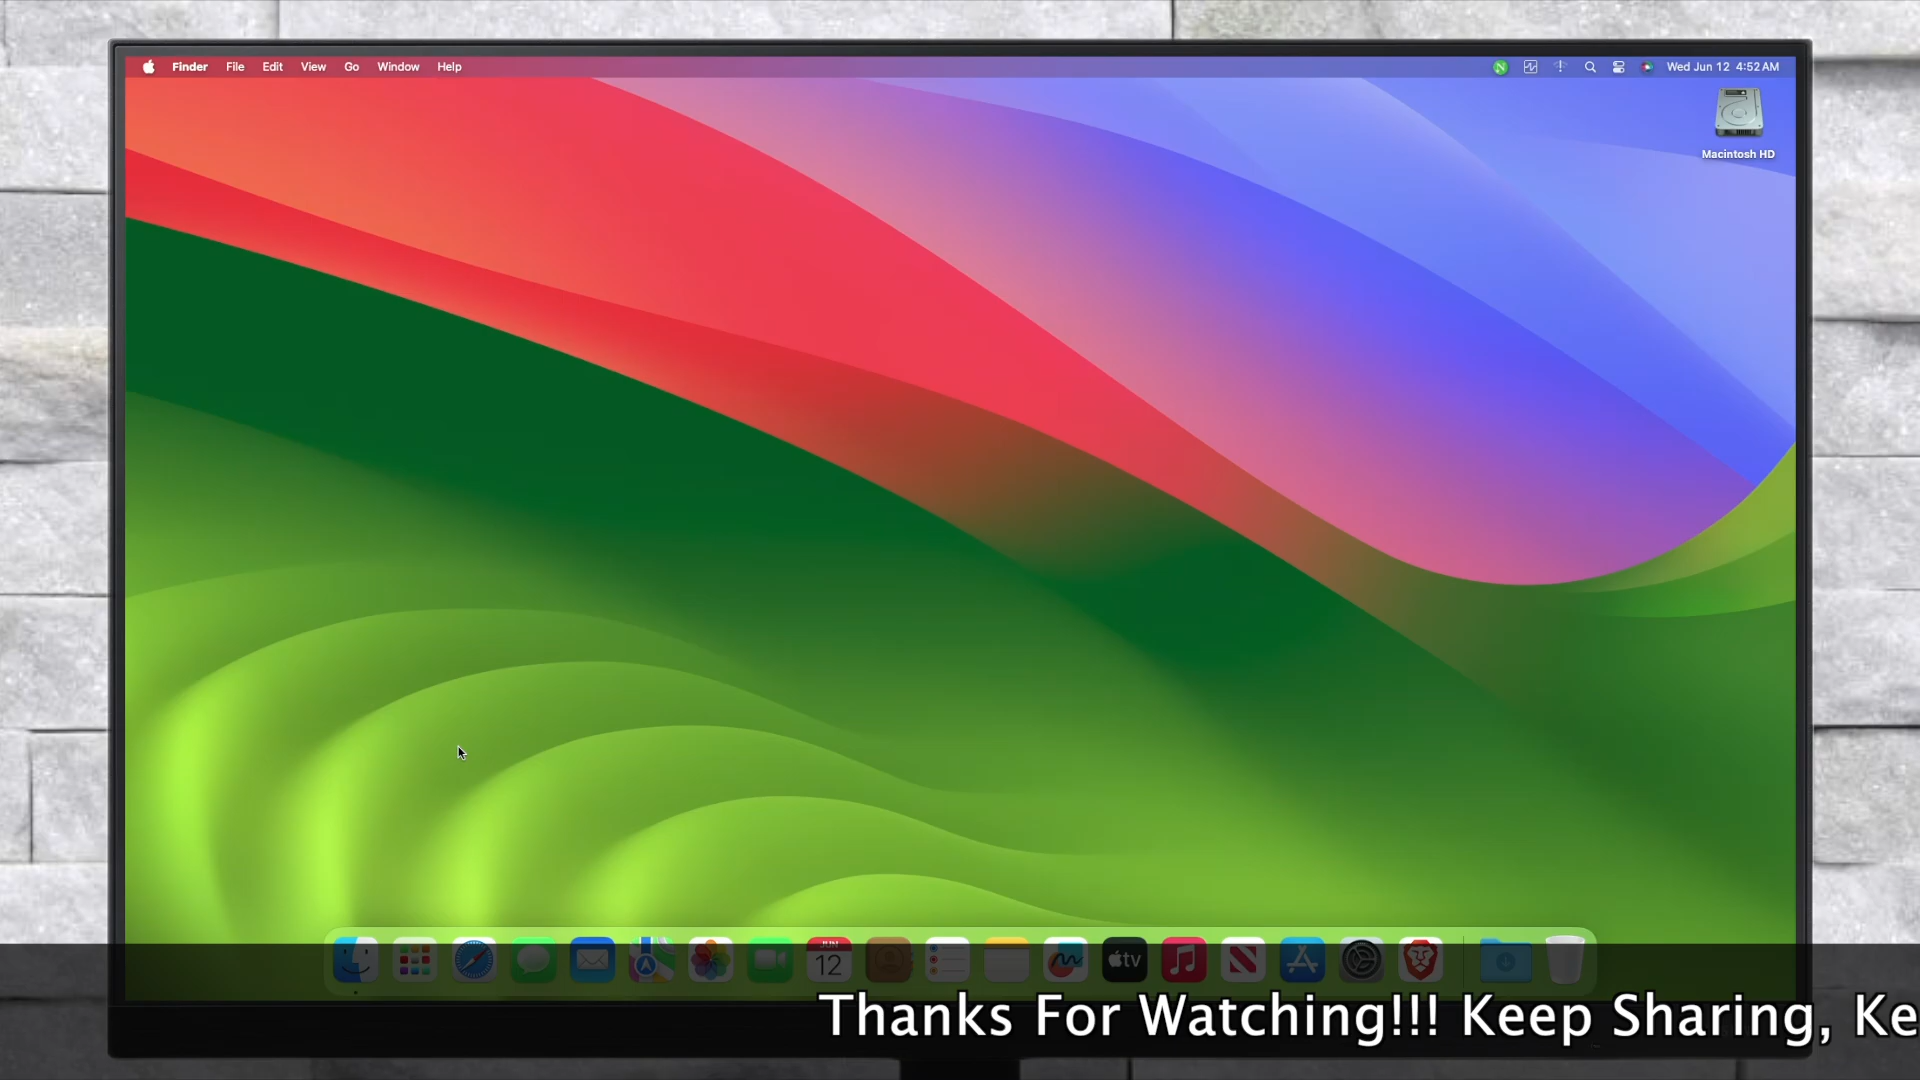 Finder File Edit View Go Window Help
N
Wed Jun 12 4:52 AM
Macintosh HD
JUN
12
tv
Thanks For Watching!!! Keep Sharing, Ke